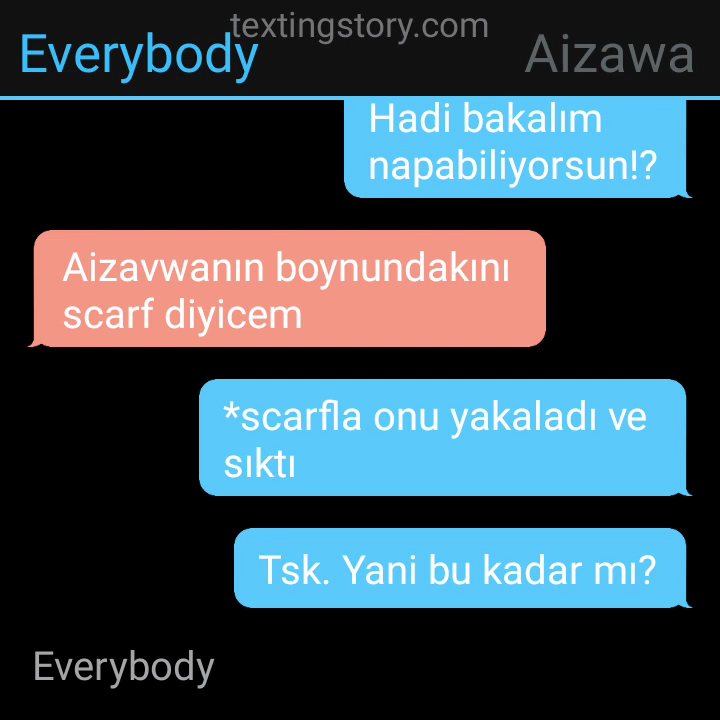 textingstory.com
Everybody
Aizawa
Hadi bakalım
napabiliyorsun!?
Aizavwanın boynundakını
scarf diyicem
*scarfla onu yakaladı ve
sıktı
Tsk. Yani bu kadar mı?
Everybody